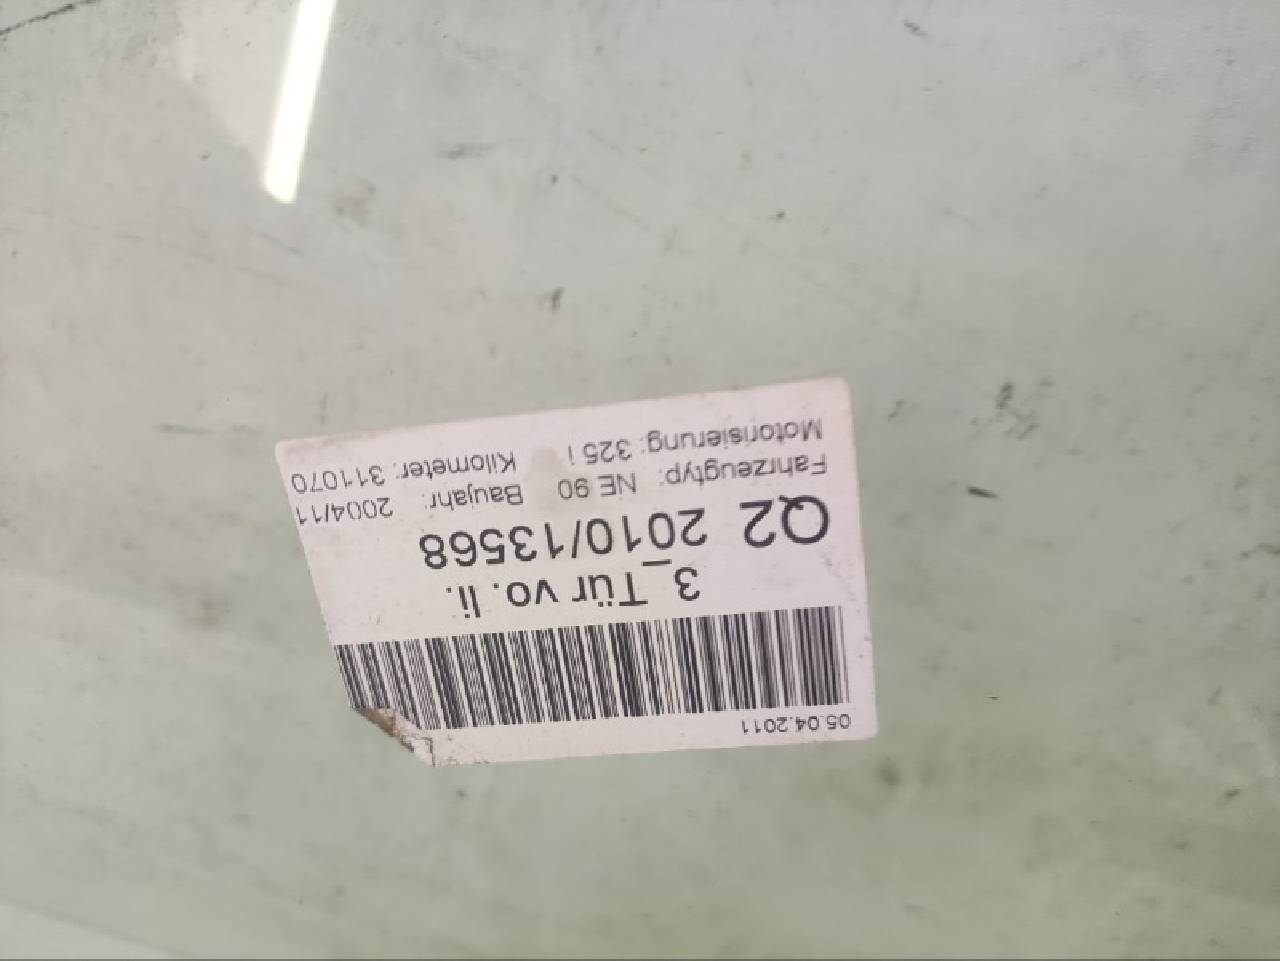 05.04.2011
3_Tür vo. li.
Q2 2010/13568
Fahrzeugtyp: NE 90 Baujahr: 2004/11
Motorisierung: 325 i Kilometer: 311070